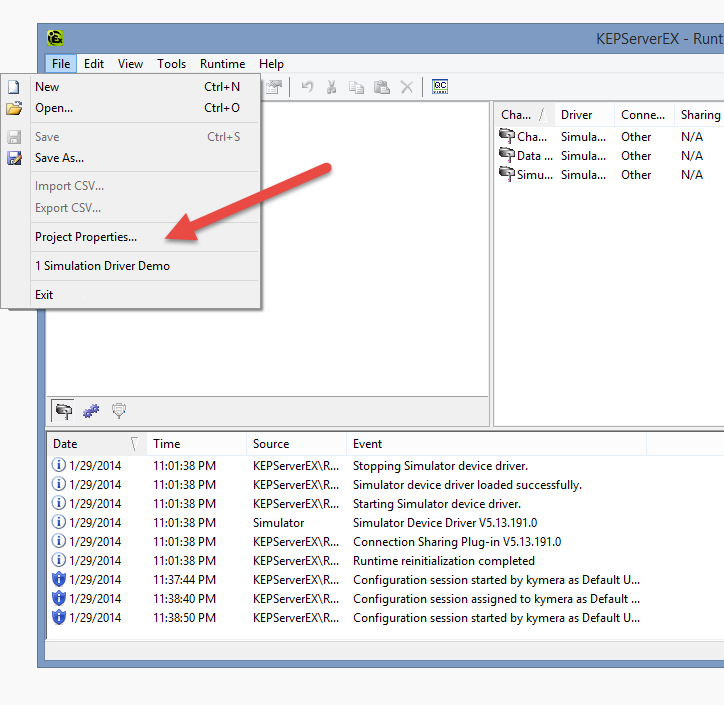 KEPServerEX - Runt
File Edit View Tools Runtime Help
New Ctrl+N
Open... Ctrl+O
Save Ctrl+S
Save As...
Import CSV...
Export CSV...
Project Properties...
1 Simulation Driver Demo
Exit
QC
Cha... Driver Conne... Sharing
Cha... Simula... Other N/A
Data ... Simula... Other N/A
Simu... Simula... Other N/A
Date Time Source Event
1/29/2014 11:01:38 PM KEPServerEX\R... Stopping Simulator device driver.
1/29/2014 11:01:38 PM KEPServerEX\R... Simulator device driver loaded successfully.
1/29/2014 11:01:38 PM KEPServerEX\R... Starting Simulator device driver.
1/29/2014 11:01:38 PM Simulator Simulator Device Driver V5.13.191.0
1/29/2014 11:01:38 PM KEPServerEX\R... Connection Sharing Plug-in V5.13.191.0
1/29/2014 11:01:38 PM KEPServerEX\R... Runtime reinitialization completed
1/29/2014 11:37:44 PM KEPServerEX\R... Configuration session started by kymera as Default U...
1/29/2014 11:38:40 PM KEPServerEX\R... Configuration session assigned to kymera as Default ...
1/29/2014 11:38:50 PM KEPServerEX\R... Configuration session started by kymera as Default U...